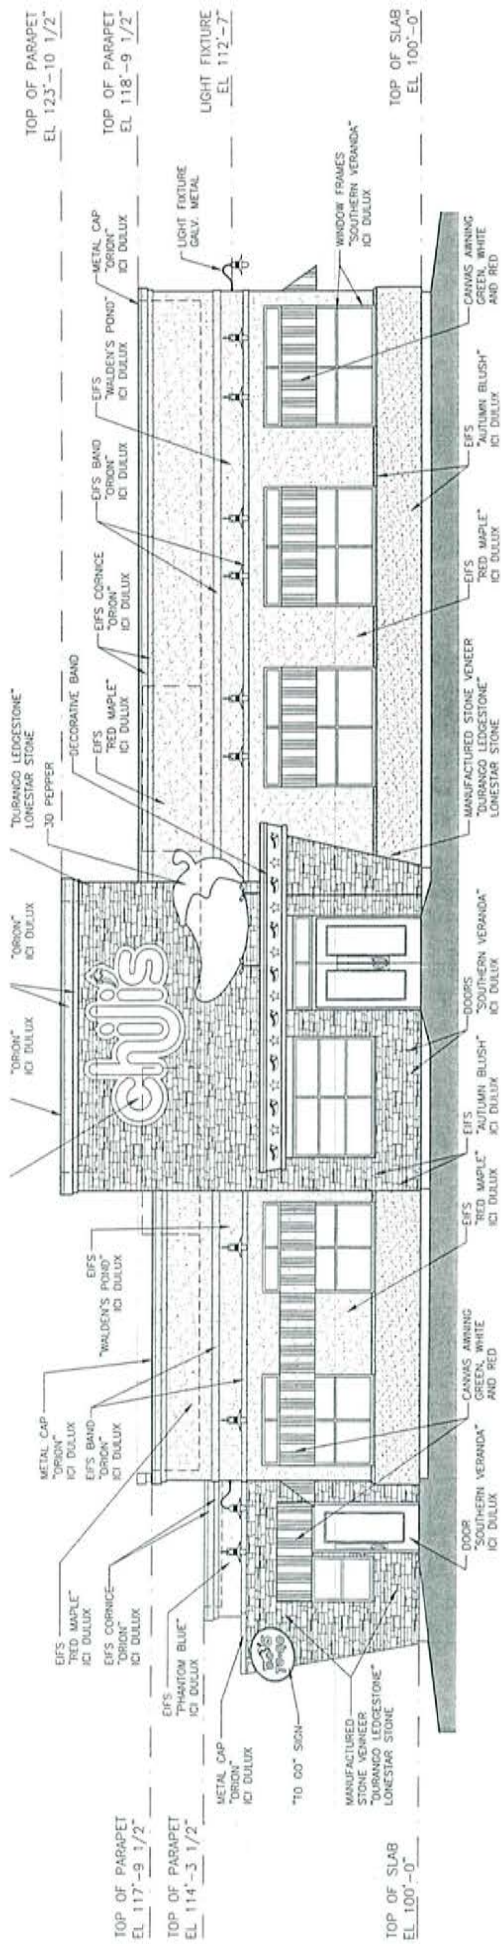 TOP OF PARAPET
EL 123'-10 1/2"
TOP OF PARAPET
EL 118'-9 1/2"
LIGHT FIXTURE
EL 112'-7"
TOP OF SLAB
EL 100'-0"
METAL CAP
"ORION"
ICI DULUX
LIGHT FIXTURE
GALV. METAL
WINDOW FRAMES
"SOUTHERN VERANDA"
ICI DULUX
CANVAS AWNING
GREEN, WHITE
AND RED
EIFS
"WALDEN'S POND"
ICI DULUX
EIFS BAND
"ORION"
ICI DULUX
EIFS CORNICE
"ORION"
ICI DULUX
EIFS
"RED MAPLE"
ICI DULUX
DECORATIVE BAND
3D PEPPER
"DURANGO LEDGESTONE"
LONESTAR STONE
"ORION"
ICI DULUX
"ORION"
ICI DULUX
chili's
EIFS
"AUTUMN BLUSH"
ICI DULUX
EIFS
"RED MAPLE"
ICI DULUX
MANUFACTURED STONE VENEER
"DURANGO LEDGESTONE"
LONESTAR STONE
DOORS
"SOUTHERN VERANDA"
ICI DULUX
EIFS
"AUTUMN BLUSH"
ICI DULUX
EIFS
"RED MAPLE"
ICI DULUX
EIFS
"WALDEN'S POND"
ICI DULUX
METAL CAP
"ORION"
ICI DULUX
EIFS BAND
"ORION"
ICI DULUX
EIFS
"RED MAPLE"
ICI DULUX
EIFS CORNICE
"ORION"
ICI DULUX
EIFS
"PHANTOM BLUE"
ICI DULUX
METAL CAP
"ORION"
ICI DULUX
"TO GO" SIGN
MANUFACTURED
STONE VENNEER
"DURANGO LEDGESTONE"
LONESTAR STONE
DOOR
"SOUTHERN VERANDA"
ICI DULUX
CANVAS AWNING
GREEN, WHITE
AND RED
TOP OF PARAPET
EL 117'-9 1/2"
TOP OF PARAPET
EL 114'-3 1/2"
TOP OF SLAB
EL 100'-0"